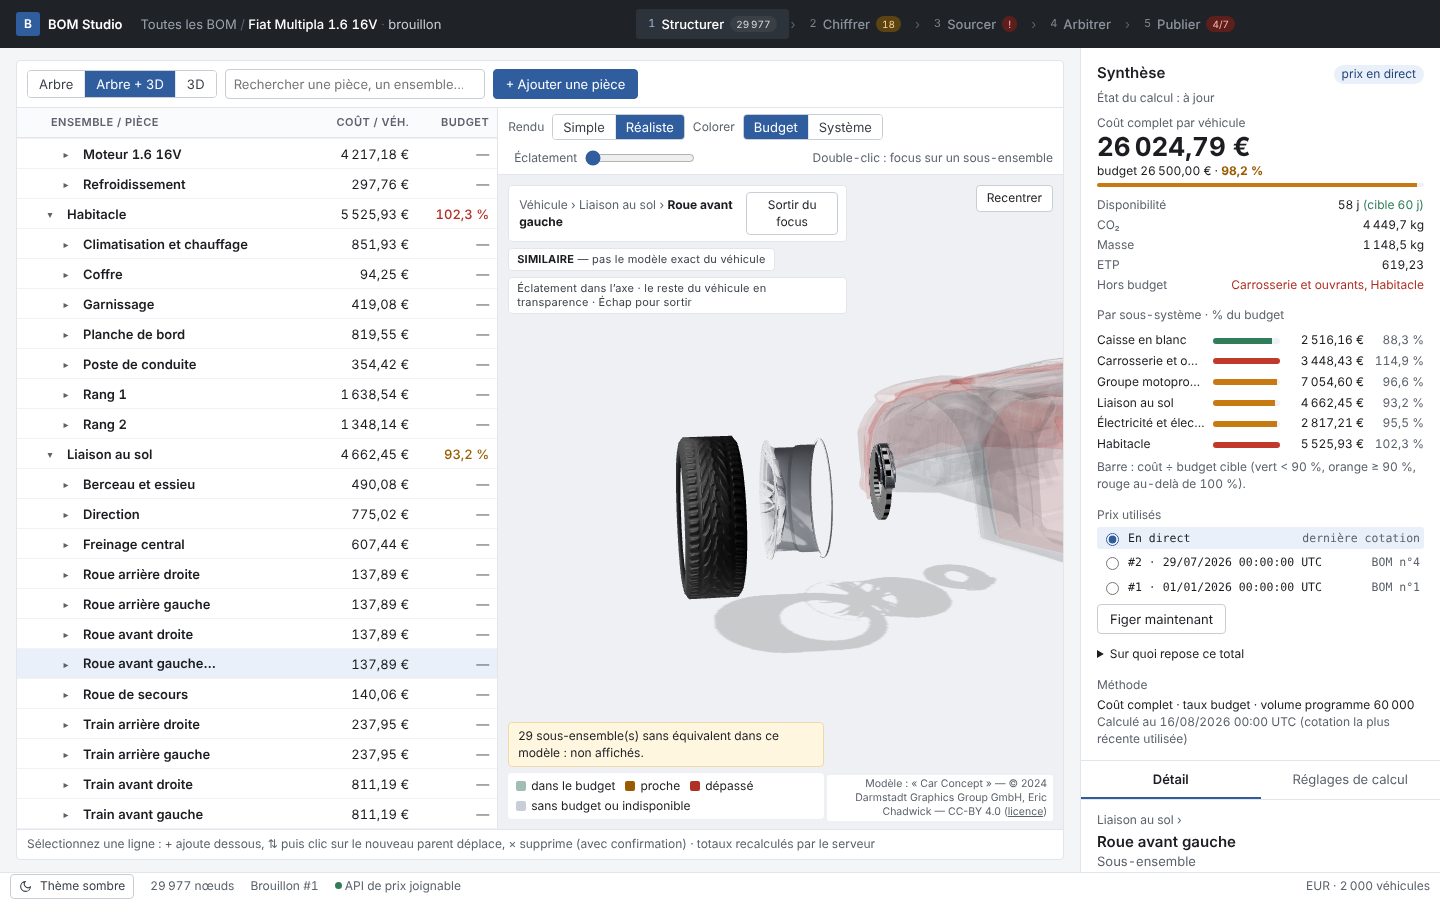 B BOM Studio Toutes les BOM / Fiat Multipla 1.6 16V · brouillon 1 Structurer 29 977 › 2 Chiffrer 18 › 3 Sourcer ! › 4 Arbitrer › 5 Publier 4/7
Arbre Arbre + 3D 3D Rechercher une pièce, un ensemble... + Ajouter une pièce
ENSEMBLE / PIÈCE COÛT / VÉH. BUDGET
▸ Moteur 1.6 16V 4 217,18 € —
▸ Refroidissement 297,76 € —
▾ Habitacle 5 525,93 € 102,3 %
▸ Climatisation et chauffage 851,93 € —
▸ Coffre 94,25 € —
▸ Garnissage 419,08 € —
▸ Planche de bord 819,55 € —
▸ Poste de conduite 354,42 € —
▸ Rang 1 1 638,54 € —
▸ Rang 2 1 348,14 € —
▾ Liaison au sol 4 662,45 € 93,2 %
▸ Berceau et essieu 490,08 € —
▸ Direction 775,02 € —
▸ Freinage central 607,44 € —
▸ Roue arrière droite 137,89 € —
▸ Roue arrière gauche 137,89 € —
▸ Roue avant droite 137,89 € —
▸ Roue avant gauche... 137,89 € —
▸ Roue de secours 140,06 € —
▸ Train arrière droite 237,95 € —
▸ Train arrière gauche 237,95 € —
▸ Train avant droite 811,19 € —
▸ Train avant gauche 811,19 € —
Sélectionnez une ligne : + ajoute dessous, ⇅ puis clic sur le nouveau parent déplace, × supprime (avec confirmation) · totaux recalculés par le serveur
Rendu Simple Réaliste Colorer Budget Système
Éclatement Double-clic : focus sur un sous-ensemble
Véhicule › Liaison au sol › Roue avant
gauche
Sortir du
focus
Recentrer
SIMILAIRE — pas le modèle exact du véhicule
Éclatement dans l'axe · le reste du véhicule en
transparence · Échap pour sortir
29 sous-ensemble(s) sans équivalent dans ce
modèle : non affichés.
dans le budget proche dépassé
sans budget ou indisponible
Modèle : « Car Concept » — © 2024
Darmstadt Graphics Group GmbH, Eric
Chadwick — CC-BY 4.0 (licence)
Synthèse prix en direct
État du calcul : à jour
Coût complet par véhicule
26 024,79 €
budget 26 500,00 € · 98,2 %
Disponibilité 58 j (cible 60 j)
CO₂ 4 449,7 kg
Masse 1 148,5 kg
ETP 619,23
Hors budget Carrosserie et ouvrants, Habitacle
Par sous-système · % du budget
Caisse en blanc 2 516,16 € 88,3 %
Carrosserie et o... 3 448,43 € 114,9 %
Groupe motopro... 7 054,60 € 96,6 %
Liaison au sol 4 662,45 € 93,2 %
Électricité et élec... 2 817,21 € 95,5 %
Habitacle 5 525,93 € 102,3 %
Barre : coût ÷ budget cible (vert < 90 %, orange ≥ 90 %,
rouge au-delà de 100 %).
Prix utilisés
En direct dernière cotation
#2 · 29/07/2026 00:00:00 UTC BOM n°4
#1 · 01/01/2026 00:00:00 UTC BOM n°1
Figer maintenant
▶ Sur quoi repose ce total
Méthode
Coût complet · taux budget · volume programme 60 000
Calculé au 16/08/2026 00:00 UTC (cotation la plus
récente utilisée)
Détail Réglages de calcul
Liaison au sol ›
Roue avant gauche
Sous-ensemble
Thème sombre 29 977 nœuds Brouillon #1 API de prix joignable EUR · 2 000 véhicules